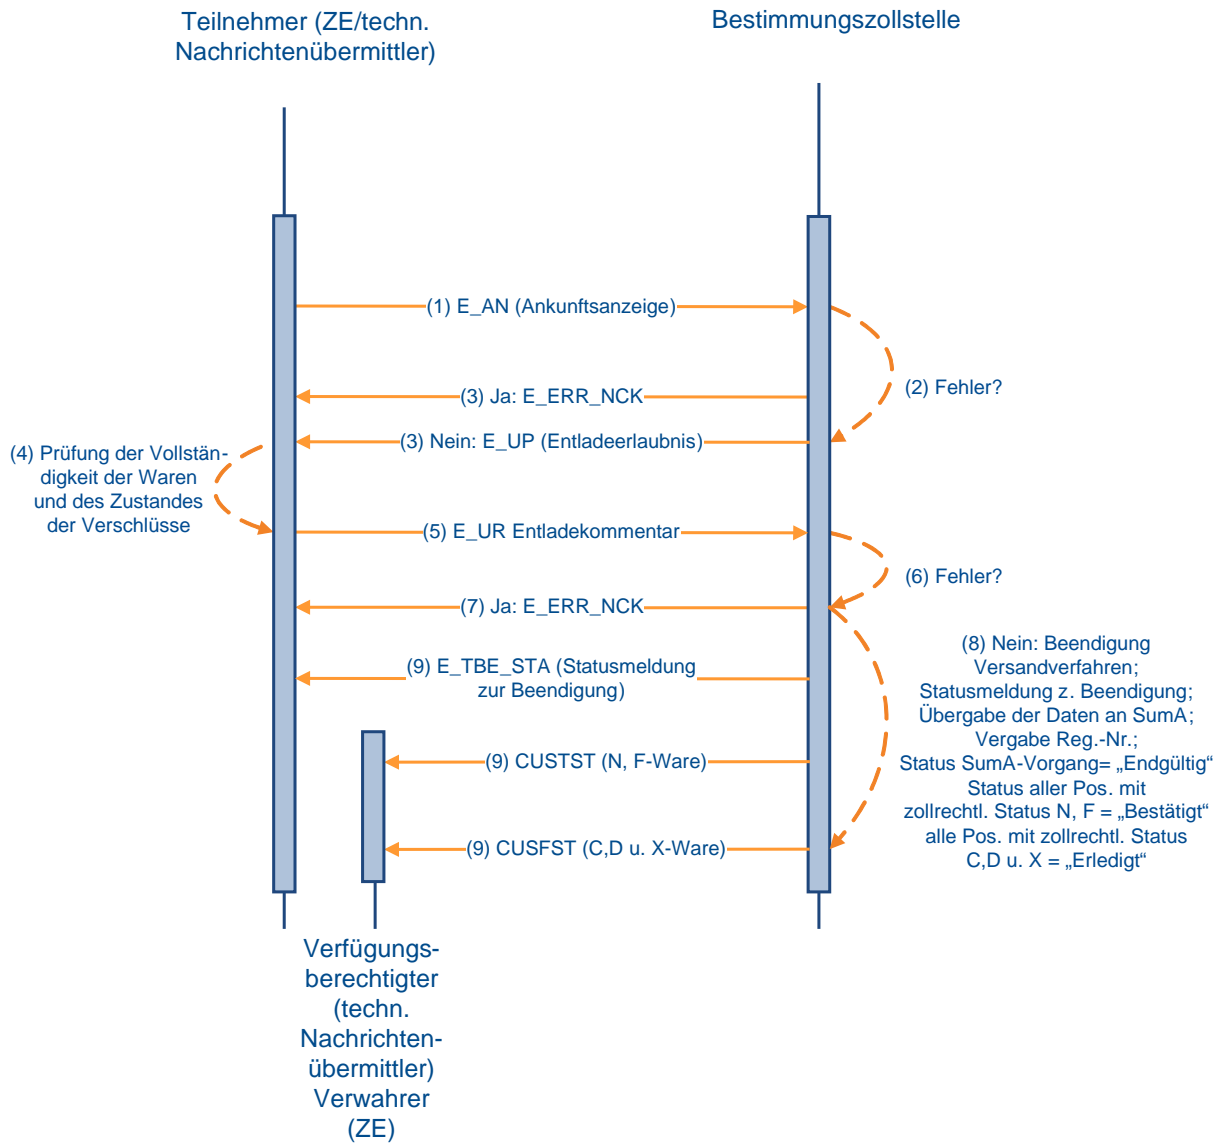 Teilnehmer (ZE/techn.
Nachrichtenübermittler)
Bestimmungszollstelle
(1) E_AN (Ankunftsanzeige)
(2) Fehler?
(3) Ja: E_ERR_NCK
(3) Nein: E_UP (Entladeerlaubnis)
(4) Prüfung der Vollstän-
digkeit der Waren
und des Zustandes
der Verschlüsse
(5) E_UR Entladekommentar
(6) Fehler?
(7) Ja: E_ERR_NCK
(8) Nein: Beendigung
Versandverfahren;
Statusmeldung z. Beendigung;
Übergabe der Daten an SumA;
Vergabe Reg.-Nr.;
Status SumA-Vorgang= „Endgültig“
Status aller Pos. mit
zollrechtl. Status N, F = „Bestätigt“
alle Pos. mit zollrechtl. Status
C,D u. X = „Erledigt“
(9) E_TBE_STA (Statusmeldung
zur Beendigung)
(9) CUSTST (N, F-Ware)
(9) CUSFST (C,D u. X-Ware)
Verfügungs-
berechtigter
(techn.
Nachrichten-
übermittler)
Verwahrer
(ZE)